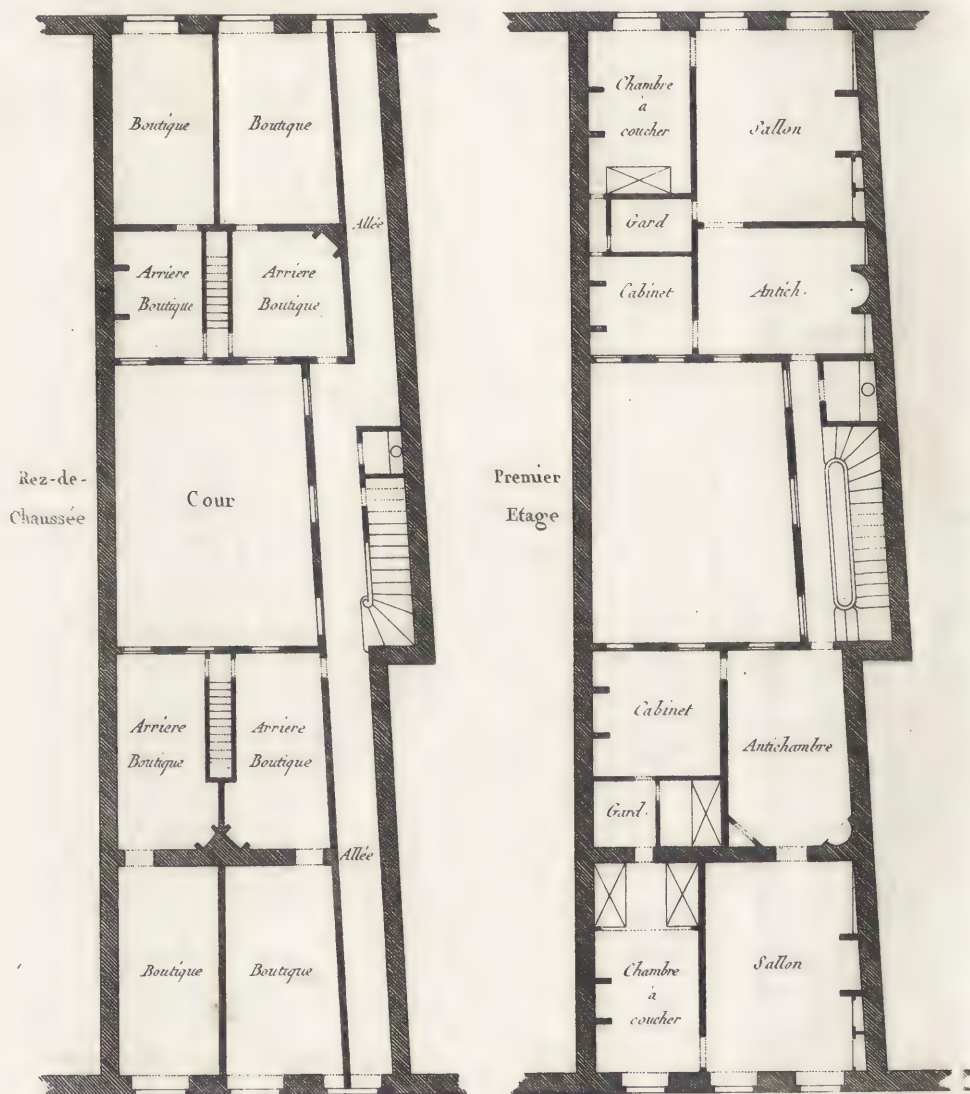 Boutique
Boutique
Allée
Arriere
Boutique
Arriere
Boutique
Rez-de-
Chaussée
Cour
Arriere
Boutique
Arriere
Boutique
Allée
Boutique
Boutique
Chambre
à
coucher
Sallon
Gard
Cabinet
Antich.
Premier
Etage
Cabinet
Antichambre
Gard.
Chambre
à
coucher
Sallon